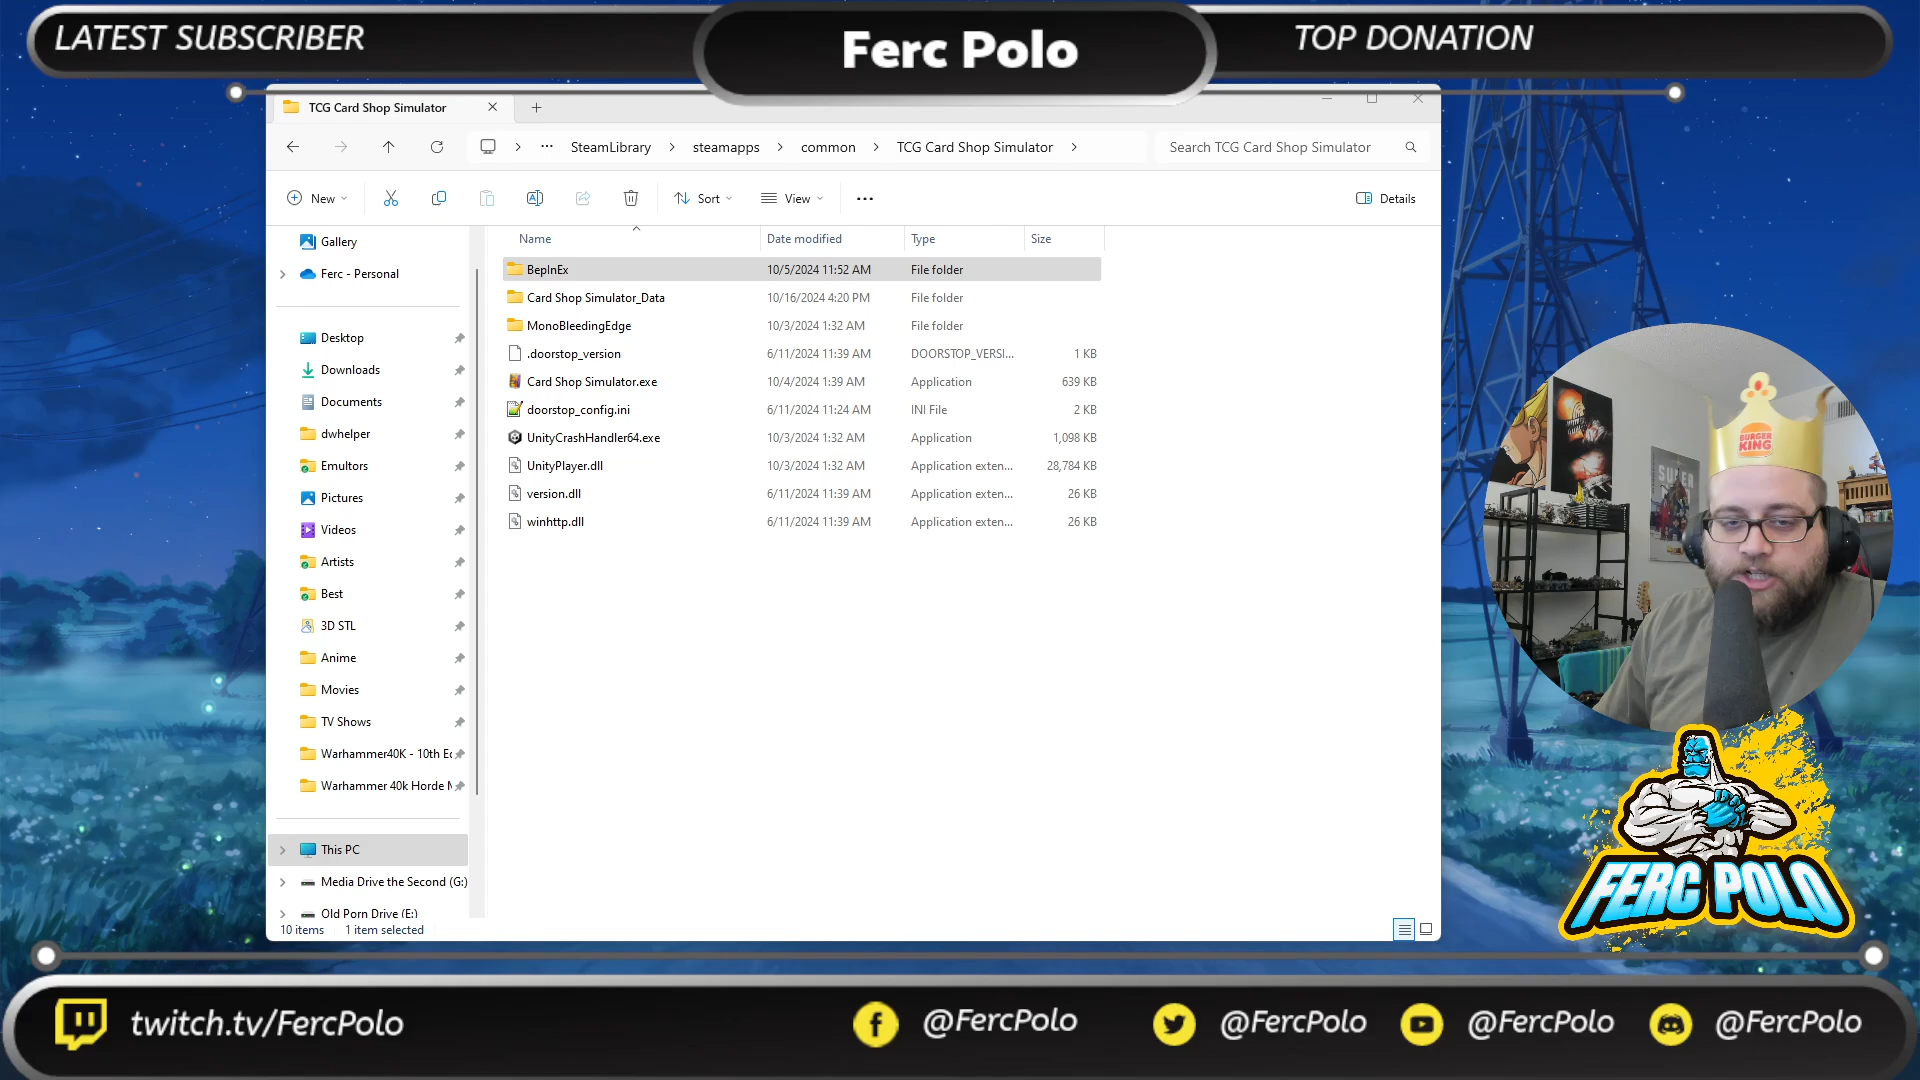 LATEST SUBSCRIBER
Ferc Polo
TOP DONATION
TCG Card Shop Simulator
SteamLibrary
steamapps
common
TCG Card Shop Simulator
Search TCG Card Shop Simulator
New
Sort
View
Details
Gallery
Ferc - Personal
Desktop
Downloads
Documents
dwhelper
Emultors
Pictures
Videos
Artists
Best
3D STL
Anime
Movies
TV Shows
Warhammer40K - 10th Ec
Warhammer 40k Horde M
This PC
Media Drive the Second (G:)
Old Porn Drive (E:)
Name Date modified Type Size
BepInEx 10/5/2024 11:52 AM File folder
Card Shop Simulator_Data 10/16/2024 4:20 PM File folder
MonoBleedingEdge 10/3/2024 1:32 AM File folder
.doorstop_version 6/11/2024 11:39 AM DOORSTOP_VERSI... 1 KB
Card Shop Simulator.exe 10/4/2024 1:39 AM Application 639 KB
doorstop_config.ini 6/11/2024 11:24 AM INI File 2 KB
UnityCrashHandler64.exe 10/3/2024 1:32 AM Application 1,098 KB
UnityPlayer.dll 10/3/2024 1:32 AM Application exten... 28,784 KB
version.dll 6/11/2024 11:39 AM Application exten... 26 KB
winhttp.dll 6/11/2024 11:39 AM Application exten... 26 KB
10 items 1 item selected
BURGER
KING
SUPER
FERC POLO
twitch.tv/FercPolo
@FercPolo
@FercPolo
@FercPolo
@FercPolo